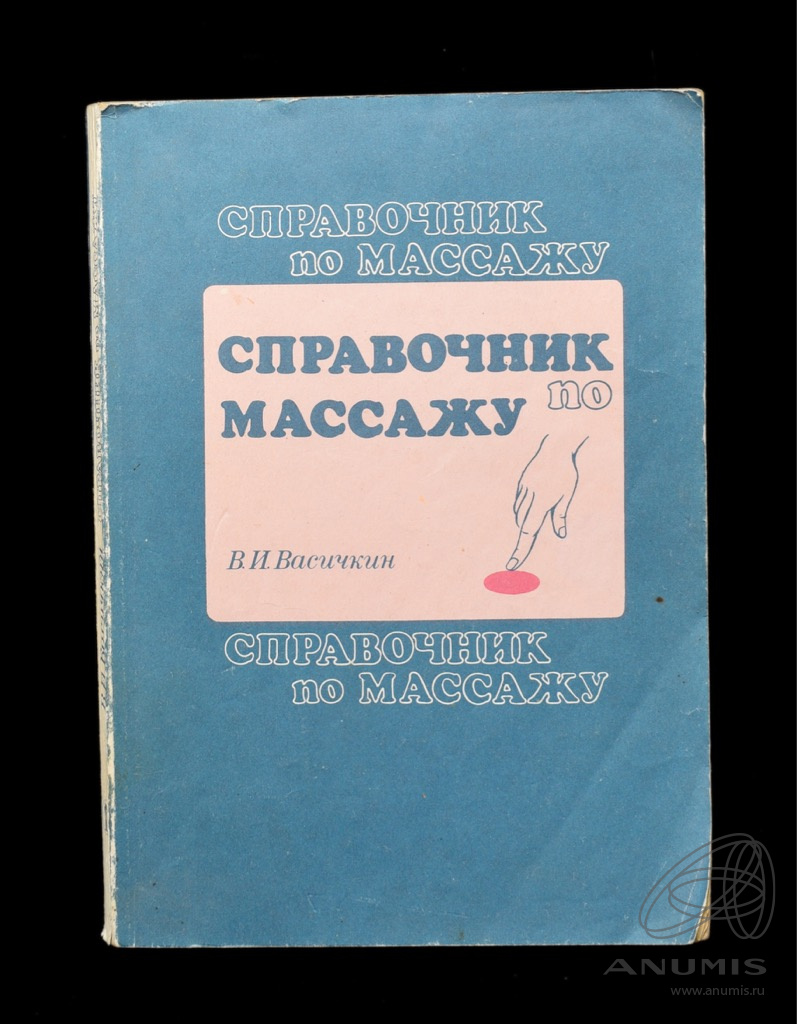 СПРАВОЧНИК
по МАССАЖУ
СПРАВОЧНИК
по
МАССАЖУ
В.И.Васичкин
СПРАВОЧНИК
по МАССАЖУ
ANUMIS
www.anumis.ru